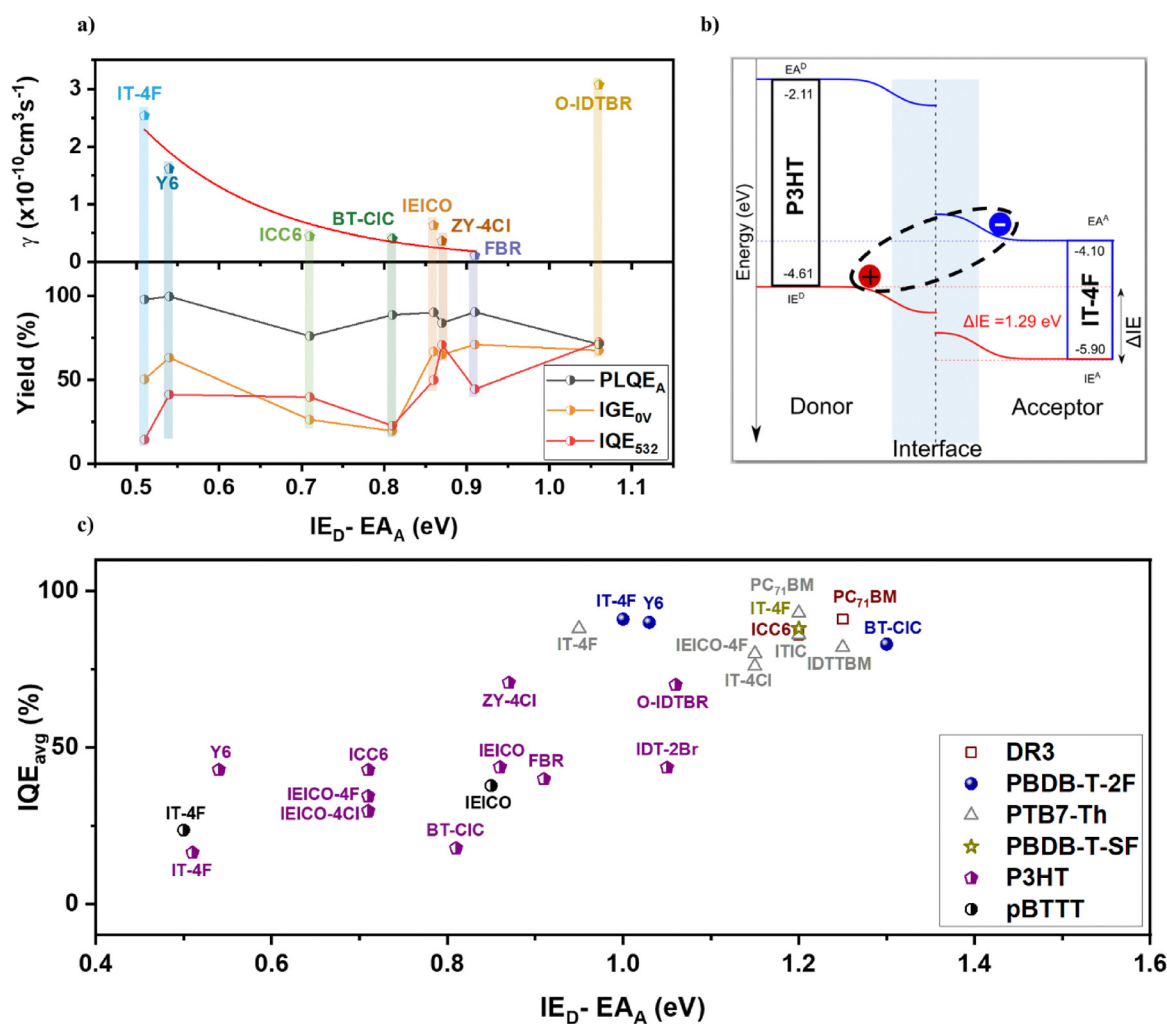 a)
γ (x10⁻¹⁰cm³s⁻¹)
3
2
1
0
IT-4F
Y6
ICC6
BT-CIC
IEICO
ZY-4Cl
FBR
O-IDTBR
Yield (%)
100
50
0
PLQE_A
IGE_0V
IQE_532
0.5 0.6 0.7 0.8 0.9 1.0 1.1
IE_D- EA_A (eV)
b)
Energy (eV)
EA^D
-2.11
P3HT
-4.61
IE^D
+
-
EA^A
-4.10
IT-4F
-5.90
IE^A
ΔIE =1.29 eV
ΔIE
Donor
Acceptor
Interface
c)
IQE_avg (%)
100
50
0
IT-4F
IT-4F
Y6
ICC6
IEICO-4F
IEICO-4Cl
BT-CIC
IEICO
IEICO
ZY-4Cl
FBR
IT-4F
IT-4F
Y6
O-IDTBR
IDT-2Br
IEICO-4F
IT-4Cl
PC₇₁BM
IT-4F
ICC6
ITIC
PC₇₁BM
IDTTBM
BT-CIC
DR3
PBDB-T-2F
PTB7-Th
PBDB-T-SF
P3HT
pBTTT
0.4 0.6 0.8 1.0 1.2 1.4 1.6
IE_D- EA_A (eV)